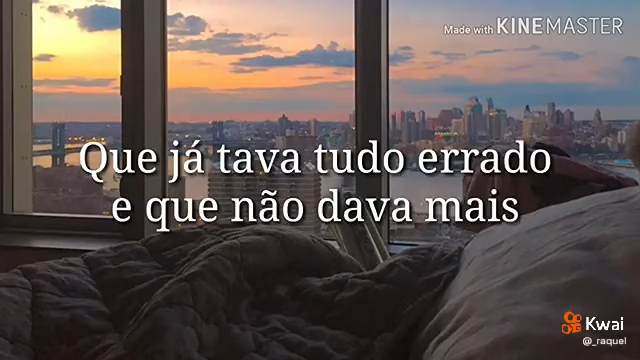 Made with KINEMASTER
Que já tava tudo errado
e que não dava mais
Kwai
@_raquel